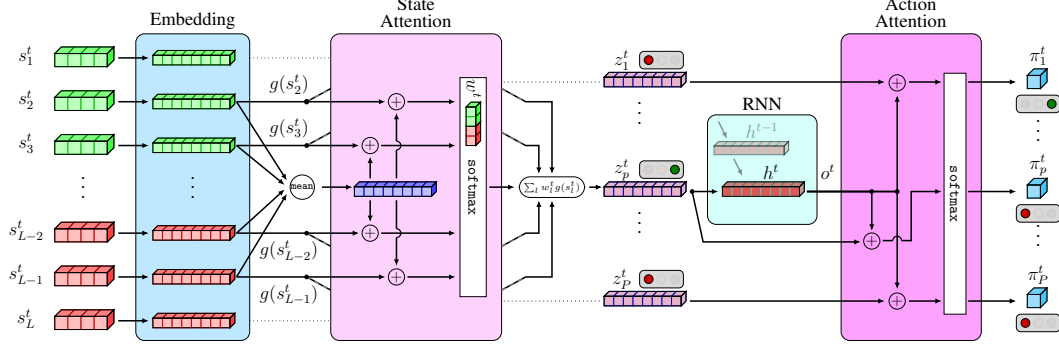 Embedding
State
Attention
Action
Attention
s_1^t
s_2^t
s_3^t
s_{L-2}^t
s_{L-1}^t
s_L^t
g(s_2^t)
g(s_3^t)
g(s_{L-2}^t)
g(s_{L-1}^t)
mean
w^t
softmax
∑_l w_l^t g(s_l^t)
z_1^t
z_p^t
z_P^t
RNN
h^{t-1}
h^t
o^t
softmax
π_1^t
π_p^t
π_P^t